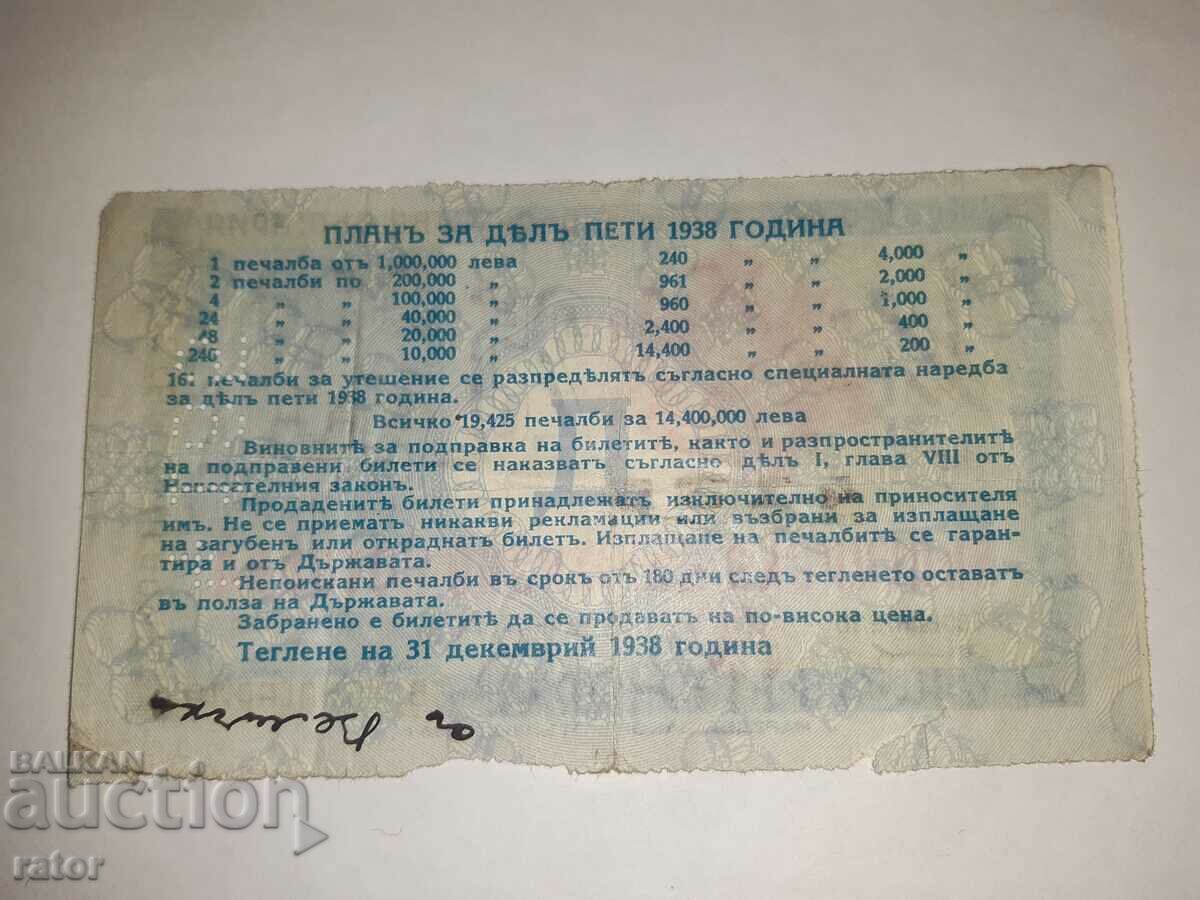 ПЛАНЪ ЗА ДѢЛЪ ПЕТИ 1938 ГОДИНА
1 печалба отъ 1,000,000 лева 240 „ „ 4,000 „
2 печалби по 200,000 „ 961 „ „ 2,000 „
4 „ „ 100,000 „ 960 „ „ 1,000 „
24 „ „ 40,000 „ 2,400 „ „ 400 „
48 „ „ 20,000 „ 14,400 „ „ 200 „
240 „ „ 10,000 „
печалби за утешение се разпредѣлятъ съгласно специалната наредба
за дѣлъ пети 1938 година.
Всичко 19,425 печалби за 14,400,000 лева
Виновнитѣ за подправка на билетитѣ, както и разпространителитѣ
на подправени билети се наказватъ съгласно дѣлъ I, глава VIII отъ
Наказателния законъ.
Продаденитѣ билети принадлежатъ изключително на приносителя
имъ. Не се приематъ никакви рекламации или възбрани за изплащане
на загубенъ или откраднатъ билетъ. Изплащане на печалбитѣ се гаран-
тира и отъ Държавата.
Непоискани печалби въ срокъ отъ 180 дни следъ тегленето оставатъ
въ полза на Държавата.
Забранено е билетитѣ да се продаватъ на по-висока цена.
Теглене на 31 декемврий 1938 година
BALKAN
auction
rator